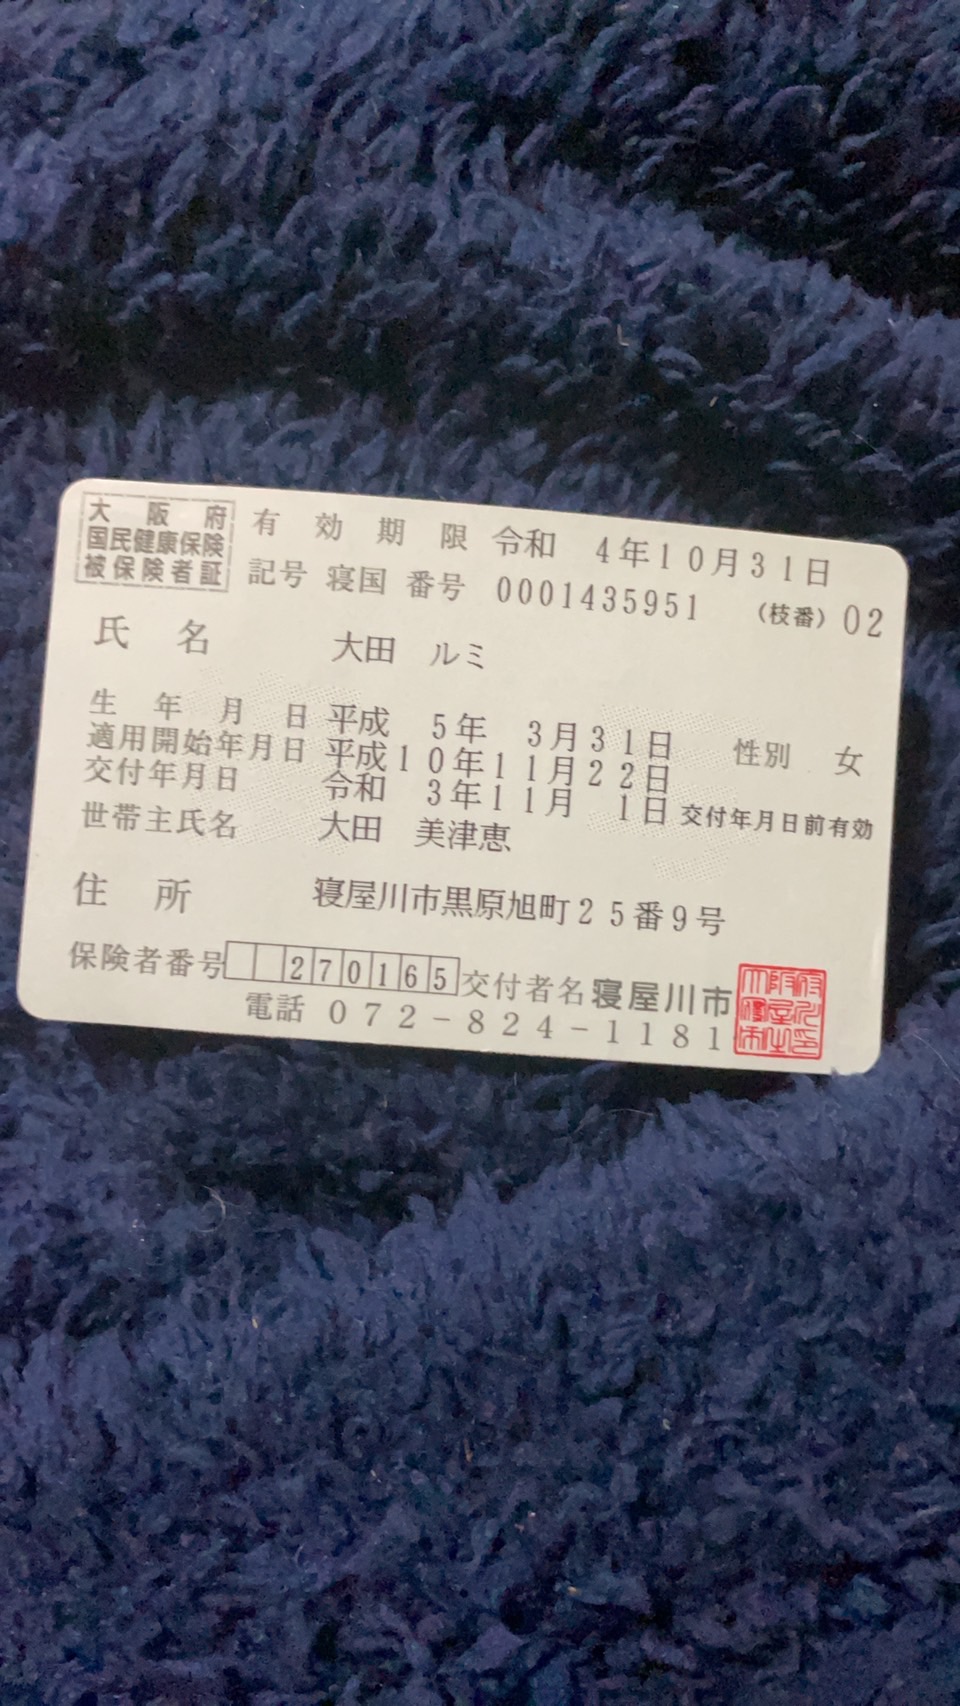 大阪府
国民健康保険
被保険者証
有効期限 令和 4年10月31日
記号 寝国 番号 0001435951 (枝番) 02
氏名 大田 ルミ
生年月日 平成 5年 3月31日 性別 女
適用開始年月日 平成10年11月22日
交付年月日 令和 3年11月 1日 交付年月日前有効
世帯主氏名 大田 美津恵
住所 寝屋川市黒原旭町25番9号
保険者番号 270165 交付者名 寝屋川市
電話 072-824-1181